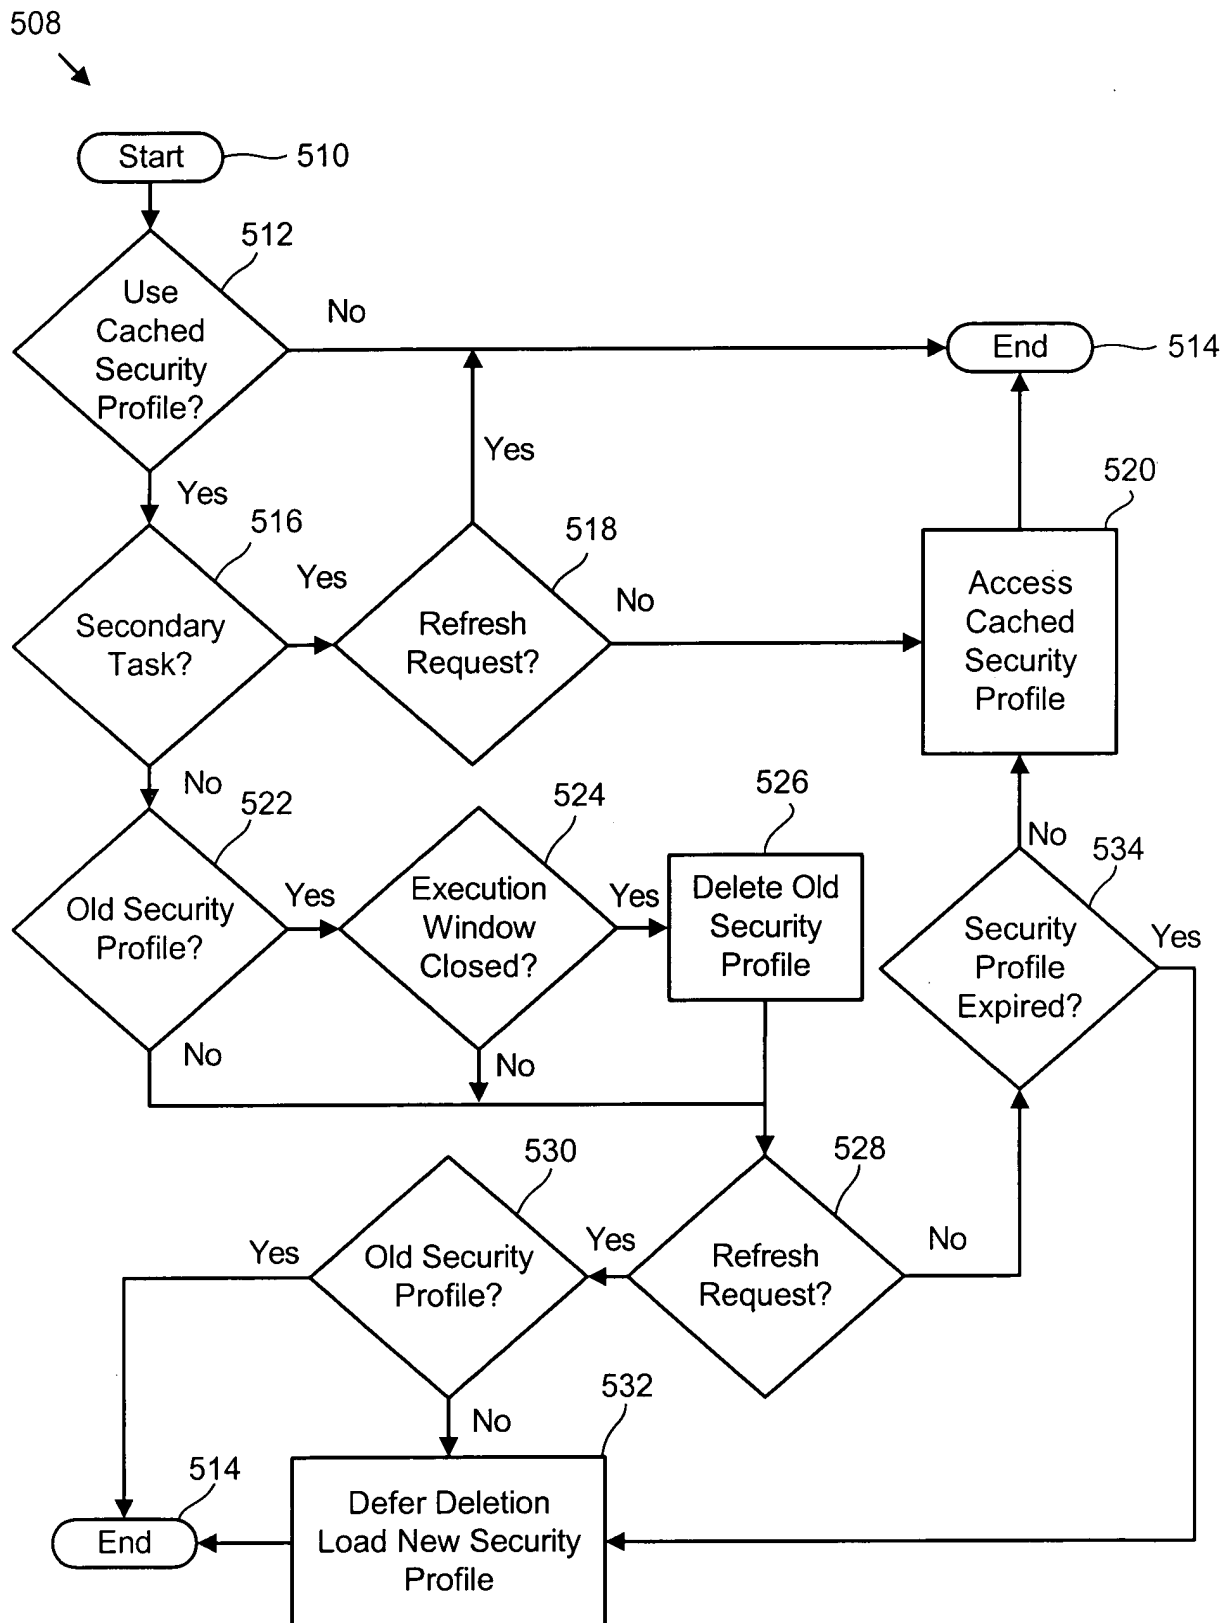 508
Start
510
512
Use
Cached
Security
Profile?
No
End
514
Yes
Yes
516
Secondary
Task?
Yes
518
Refresh
Request?
No
520
Access
Cached
Security
Profile
No
522
Old Security
Profile?
Yes
524
Execution
Window
Closed?
Yes
526
Delete Old
Security
Profile
No
534
Security
Profile
Expired?
Yes
No
No
530
Old Security
Profile?
Yes
Yes
528
Refresh
Request?
No
No
532
Defer Deletion
Load New Security
Profile
514
End